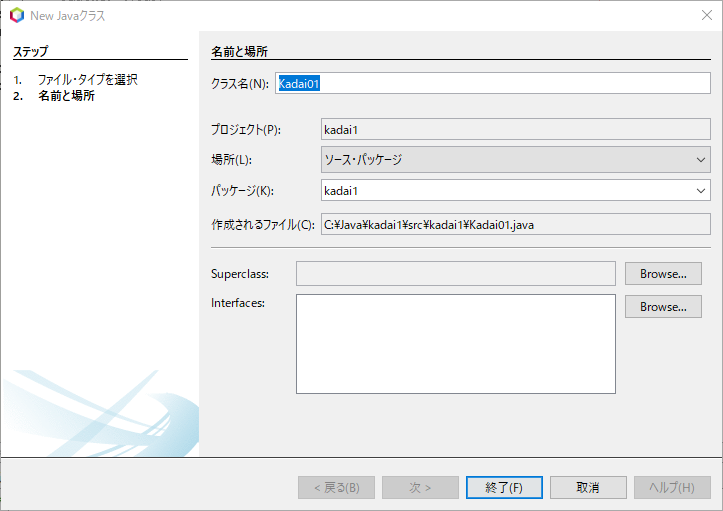 New Javaクラス
ステップ
1. ファイル・タイプを選択
2. 名前と場所
名前と場所
クラス名(N): Kadai01
プロジェクト(P): kadai1
場所(L): ソース・パッケージ
パッケージ(K): kadai1
作成されるファイル(C): C:¥Java¥kadai1¥src¥kadai1¥Kadai01.java
Superclass: Browse...
Interfaces: Browse...
< 戻る(B) 次 > 終了(F) 取消 ヘルプ(H)